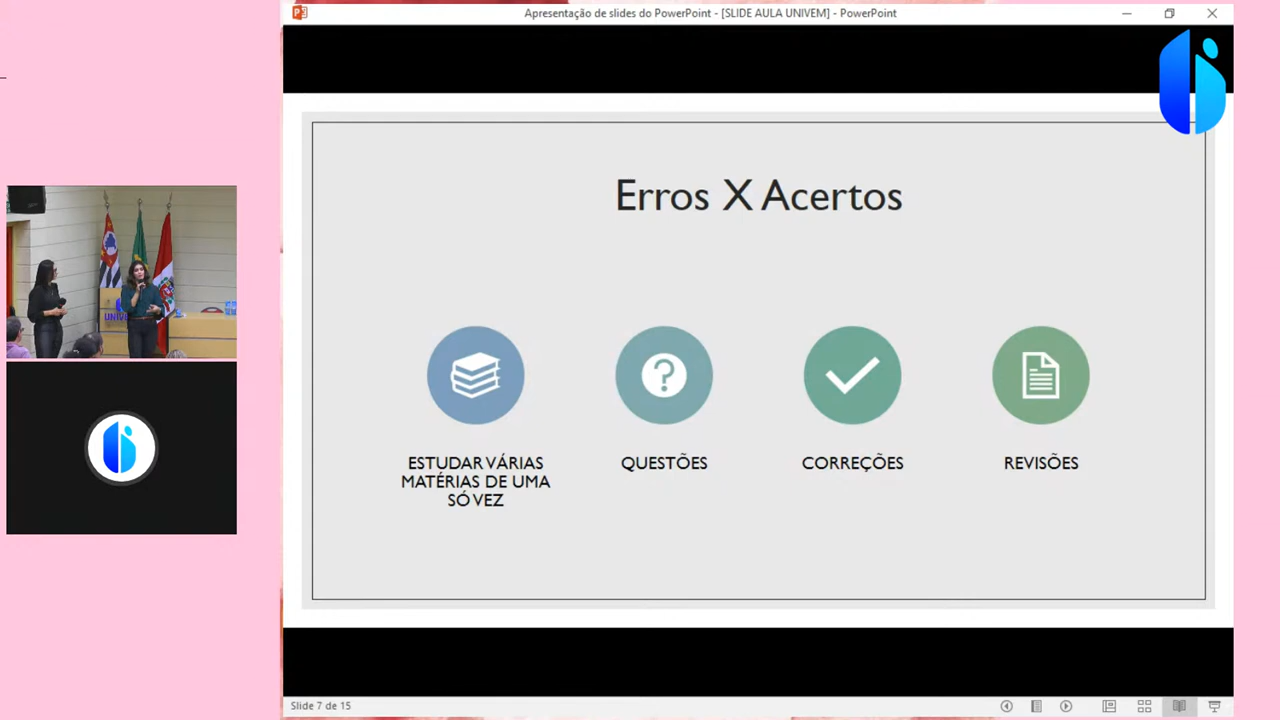 Apresentação de slides do PowerPoint - [SLIDE AULA UNIVEM] - PowerPoint
Erros X Acertos
ESTUDAR VÁRIAS
MATÉRIAS DE UMA
SÓ VEZ
QUESTÕES
CORREÇÕES
REVISÕES
Slide 7 de 15